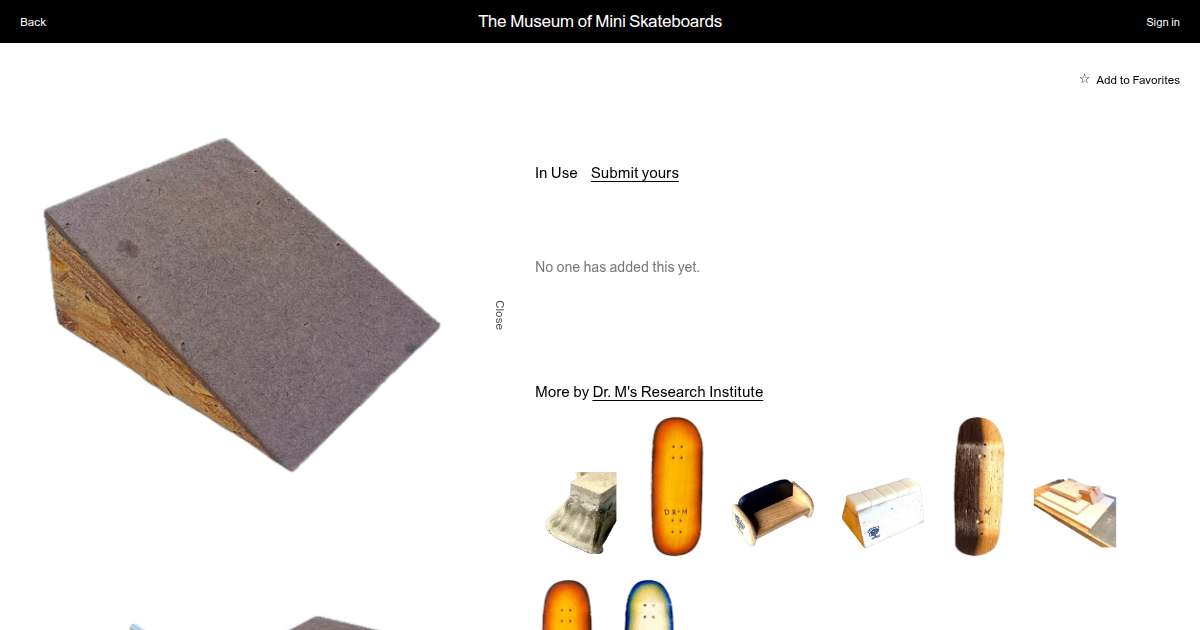 Back
The Museum of Mini Skateboards
Sign in
☆ Add to Favorites
In Use Submit yours
No one has added this yet.
Close
More by Dr. M's Research Institute